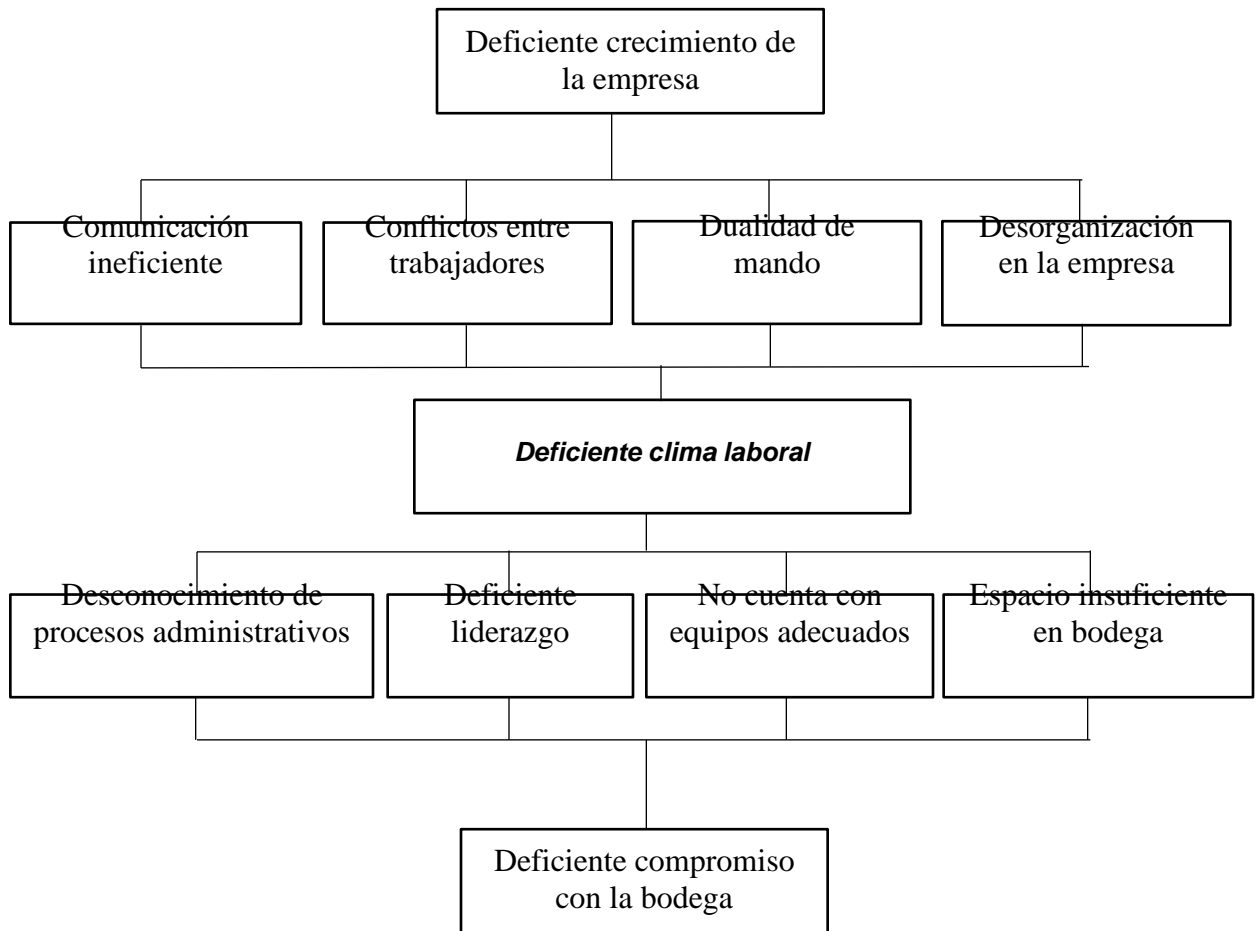 Deficiente crecimiento de
la empresa
Comunicación
ineficiente
Conflictos entre
trabajadores
Dualidad de
mando
Desorganización
en la empresa
Deficiente clima laboral
Desconocimiento de
procesos administrativos
Deficiente
liderazgo
No cuenta con
equipos adecuados
Espacio insuficiente
en bodega
Deficiente compromiso
con la bodega